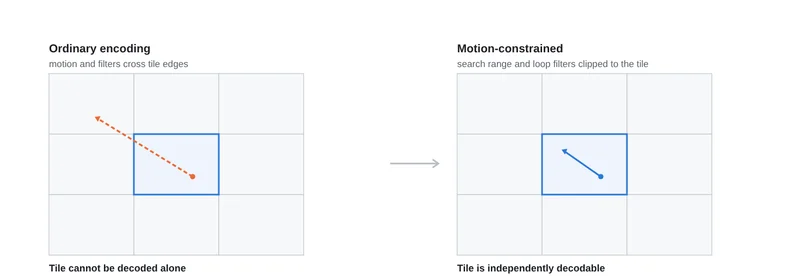 Ordinary encoding
motion and filters cross tile edges
Tile cannot be decoded alone
Motion-constrained
search range and loop filters clipped to the tile
Tile is independently decodable